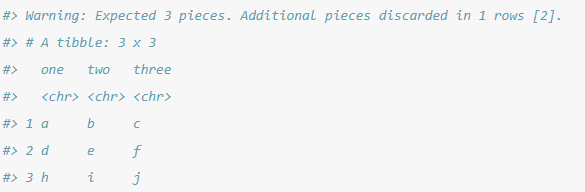 #> Warning: Expected 3 pieces. Additional pieces discarded in 1 rows [2].
#> # A tibble: 3 x 3
#>   one   two   three
#>   <chr> <chr> <chr>
#> 1 a     b     c
#> 2 d     e     f
#> 3 h     i     j